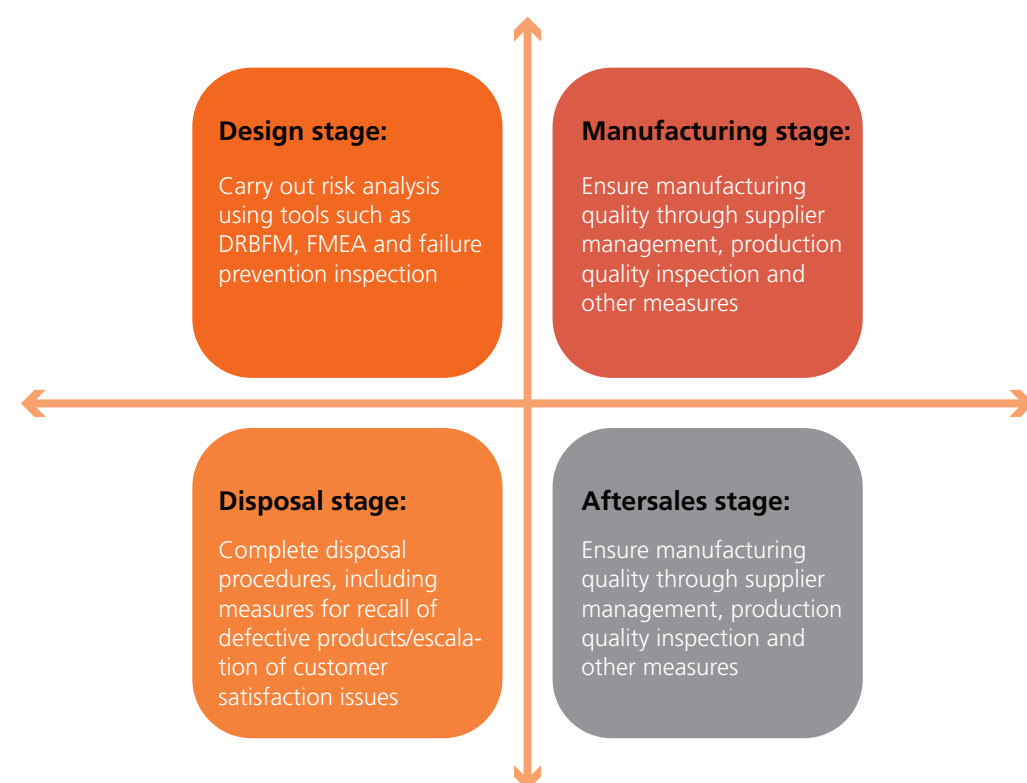 Design stage:
Carry out risk analysis
using tools such as
DRBFM, FMEA and failure
prevention inspection
Manufacturing stage:
Ensure manufacturing
quality through supplier
management, production
quality inspection and
other measures
Disposal stage:
Complete disposal
procedures, including
measures for recall of
defective products/escala-
tion of customer
satisfaction issues
Aftersales stage:
Ensure manufacturing
quality through supplier
management, production
quality inspection and
other measures